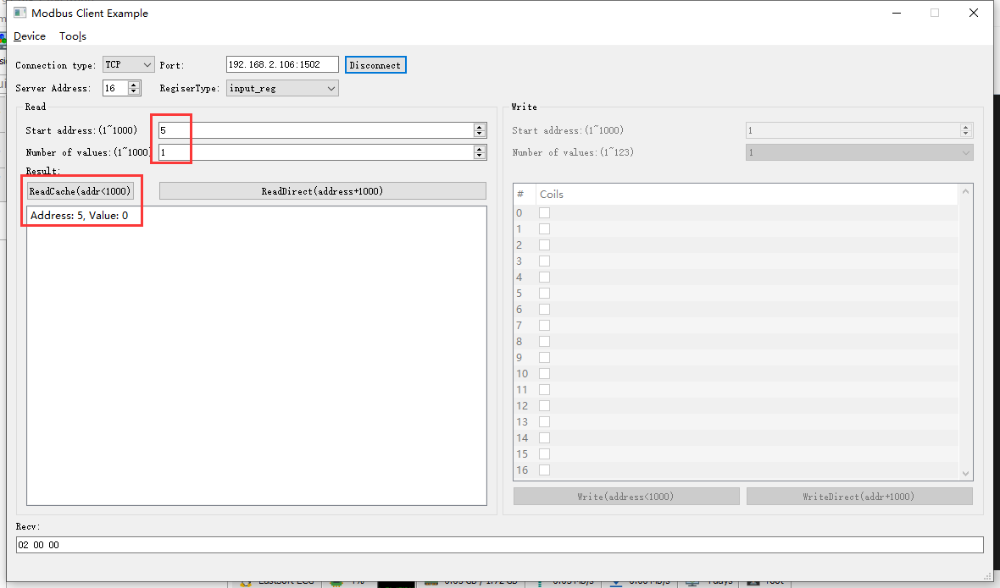 Modbus Client Example
Device Tools
Connection type: TCP Port: 192.168.2.106:1502 Disconnect
Server Address: 16 RegiserType: input_reg
Read
Start address:(1~1000) 5
Number of values:(1~1000) 1
Result:
ReadCache(addr<1000) ReadDirect(address+1000)
Address: 5, Value: 0
Write
Start address:(1~1000) 1
Number of values:(1~123) 1
# Coils
0
1
2
3
4
5
6
7
8
9
10
11
12
13
14
15
16
Write(address<1000) WriteDirect(addr+1000)
Recv:
02 00 00